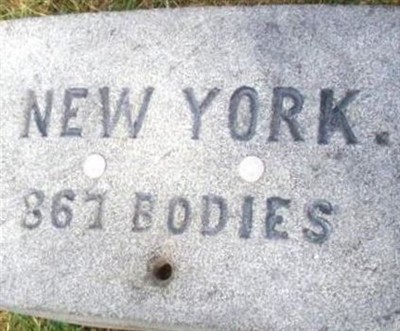 NEW YORK.
867 BODIES